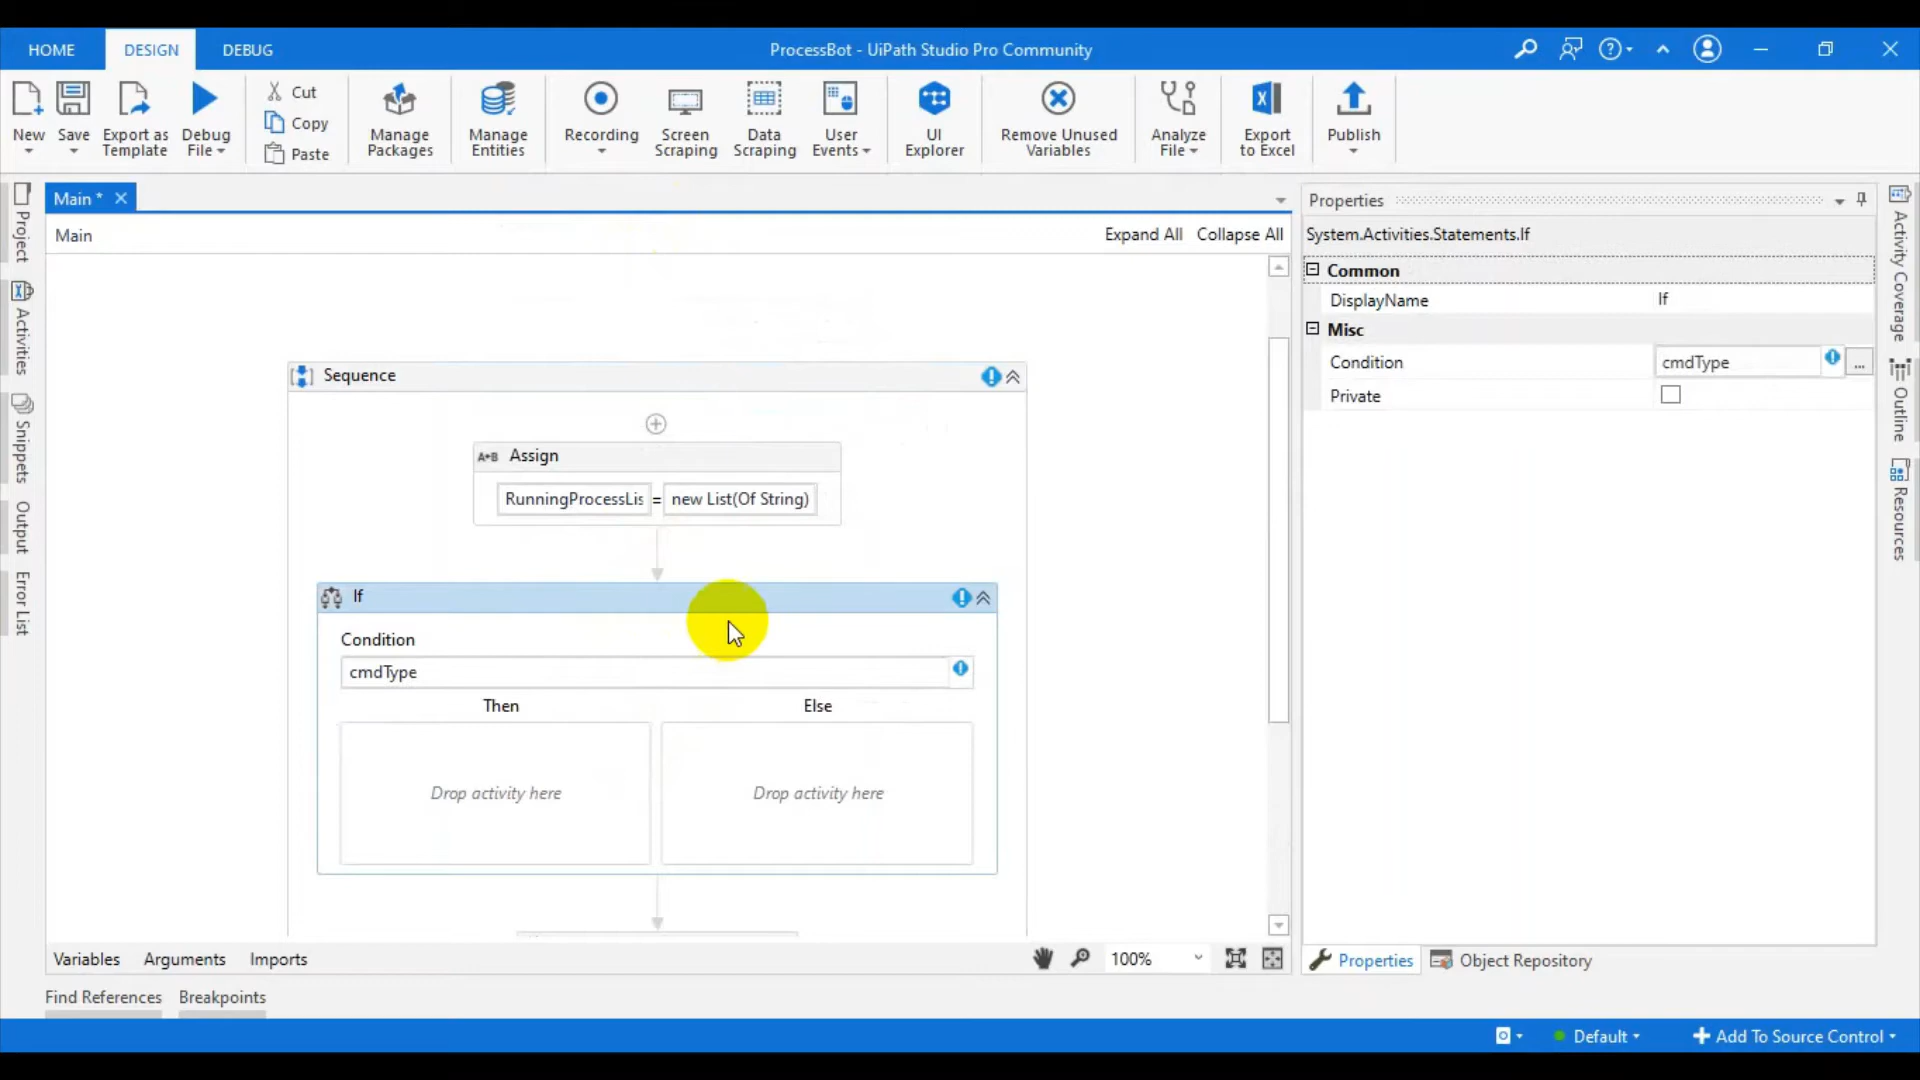 HOME
DESIGN
DEBUG
ProcessBot - UiPath Studio Pro Community
New
Save
Export as
Template
Debug
File
Cut
Copy
Paste
Manage
Packages
Manage
Entities
Recording
Screen
Scraping
Data
Scraping
User
Events
UI
Explorer
Remove Unused
Variables
Analyze
File
Export
to Excel
Publish
Project
Activities
Snippets
Output
Error List
Main *
Main
Expand All
Collapse All
Sequence
A•B Assign
RunningProcessLis = new List(Of String)
If
Condition
cmdType
Then
Else
Drop activity here
Drop activity here
Variables
Arguments
Imports
100%
Find References
Breakpoints
Properties
System.Activities.Statements.If
Common
DisplayName
If
Misc
Condition
cmdType
...
Private
Properties
Object Repository
Activity Coverage
Outline
Resources
Default
Add To Source Control